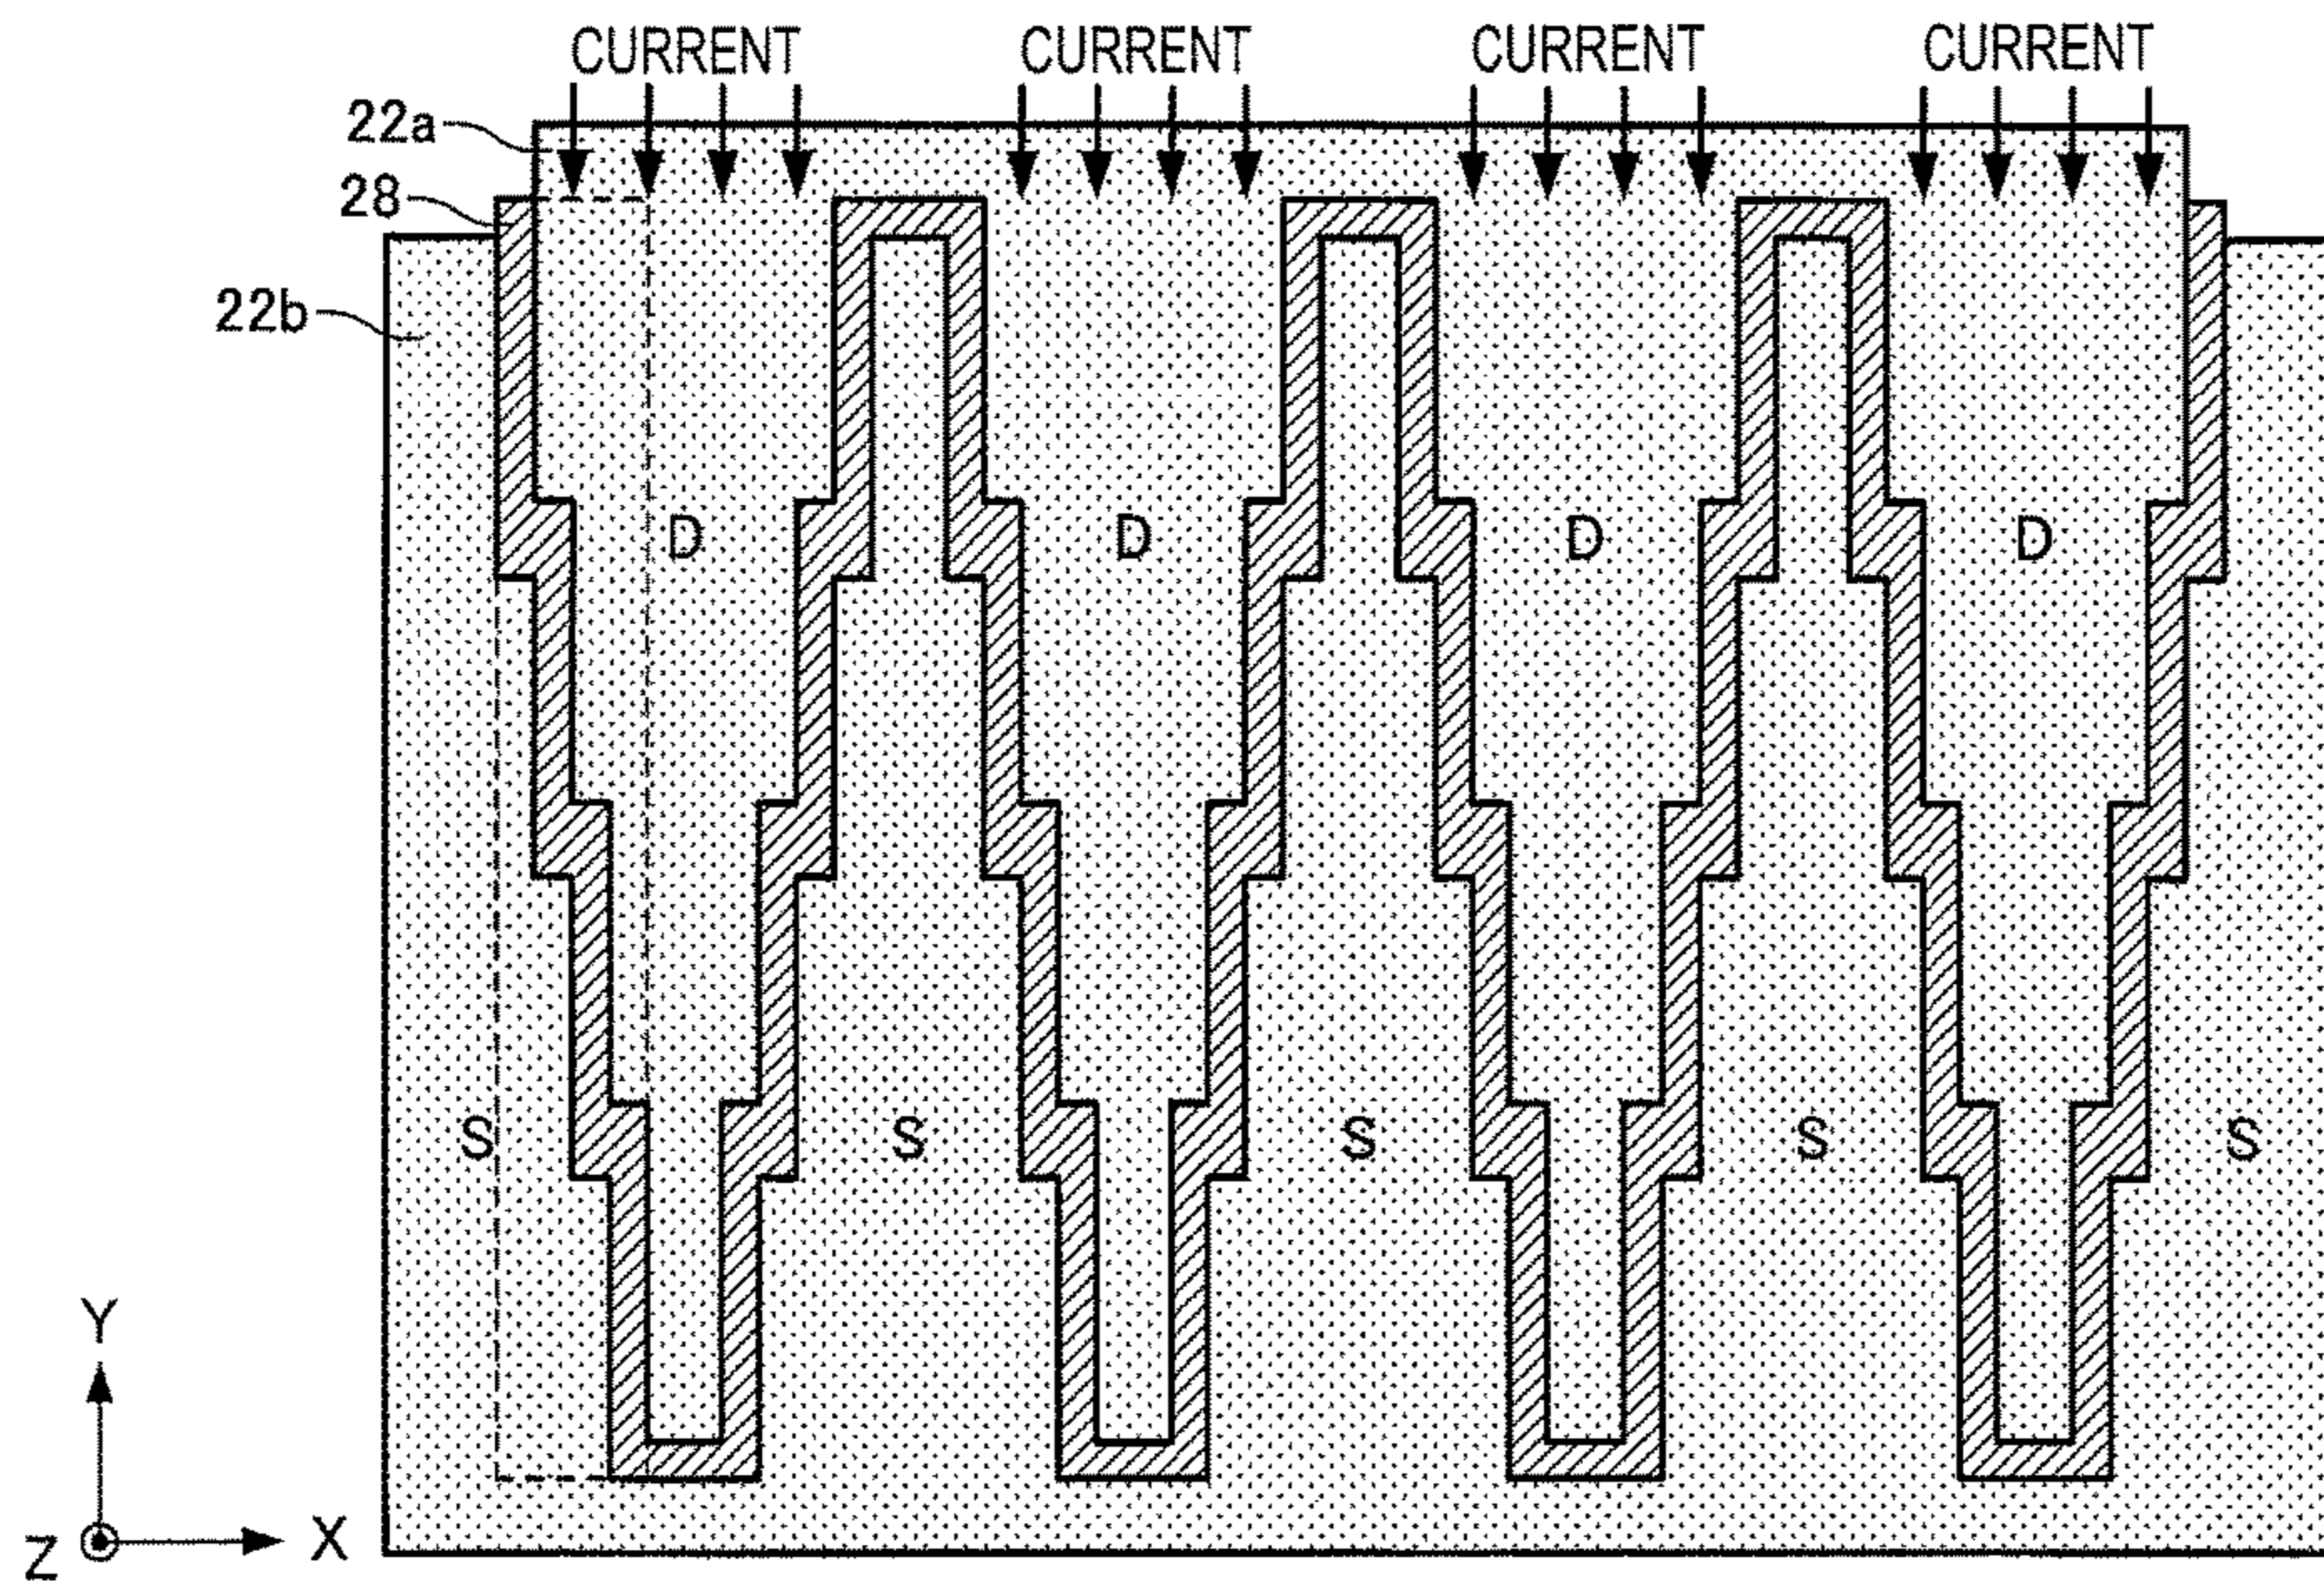 CURRENT CURRENT CURRENT CURRENT
22a
28
22b
D D D D
S S S S S
Y
Z X